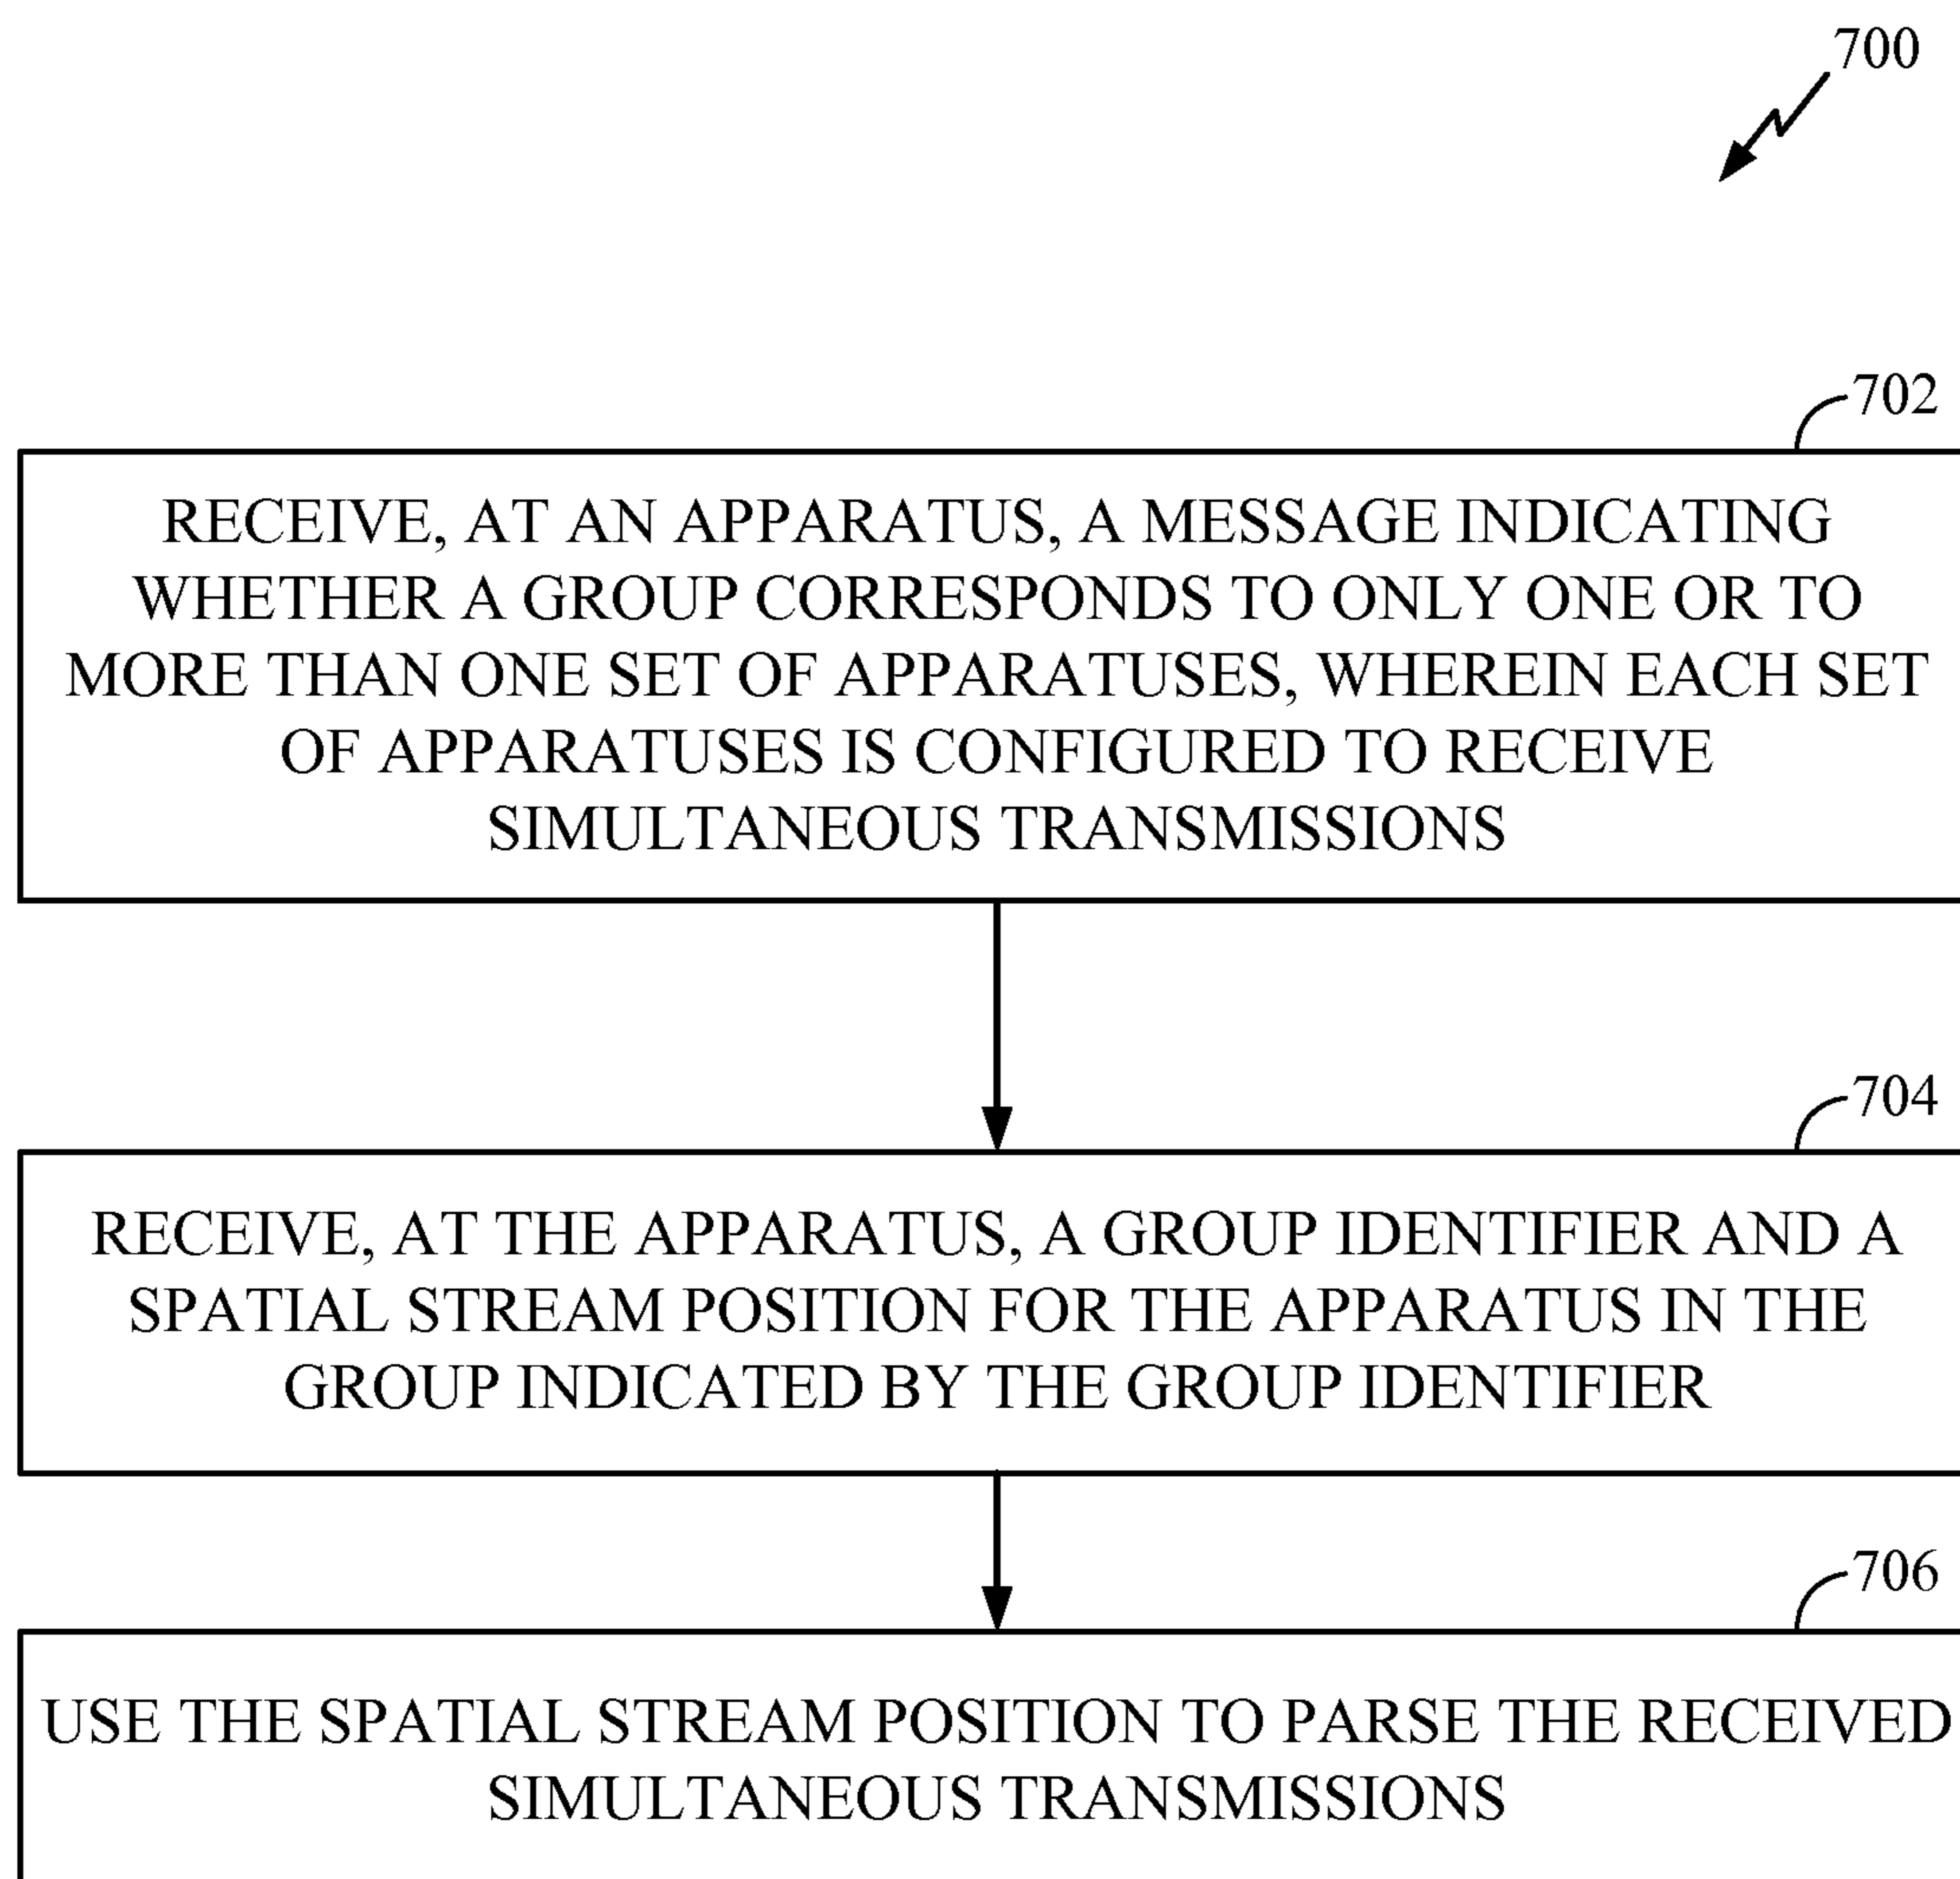 700
702
RECEIVE, AT AN APPARATUS, A MESSAGE INDICATING
WHETHER A GROUP CORRESPONDS TO ONLY ONE OR TO
MORE THAN ONE SET OF APPARATUSES, WHEREIN EACH SET
OF APPARATUSES IS CONFIGURED TO RECEIVE
SIMULTANEOUS TRANSMISSIONS
704
RECEIVE, AT THE APPARATUS, A GROUP IDENTIFIER AND A
SPATIAL STREAM POSITION FOR THE APPARATUS IN THE
GROUP INDICATED BY THE GROUP IDENTIFIER
706
USE THE SPATIAL STREAM POSITION TO PARSE THE RECEIVED
SIMULTANEOUS TRANSMISSIONS